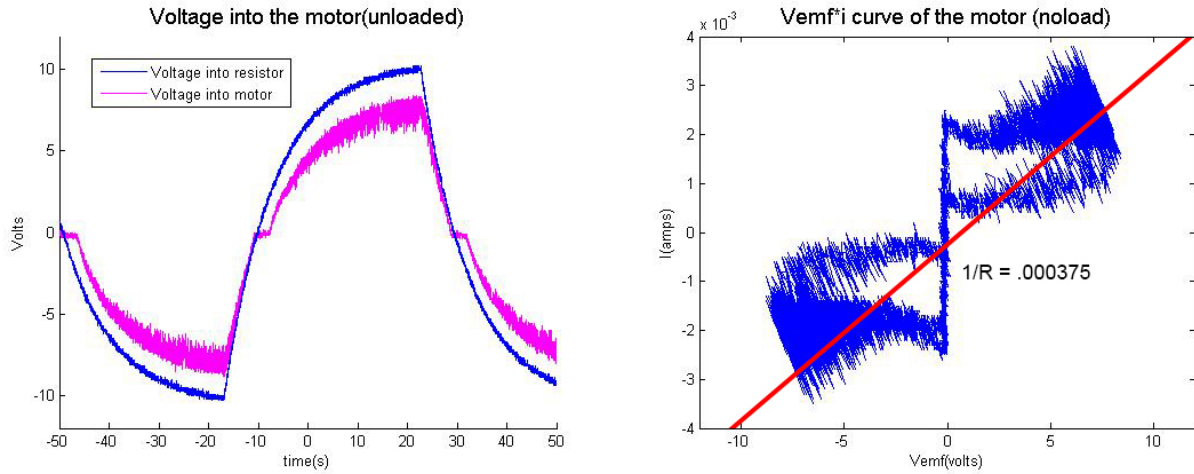 Voltage into the motor(unloaded)
10
5
0
-5
-10
Volts
Voltage into resistor
Voltage into motor
-50 -40 -30 -20 -10 0 10 20 30 40 50
time(s)
Vemf*i curve of the motor (noload)
x 10-3
4
3
2
1
0
-1
-2
-3
-4
I(amps)
1/R = .000375
-10 -5 0 5 10
Vemf(volts)